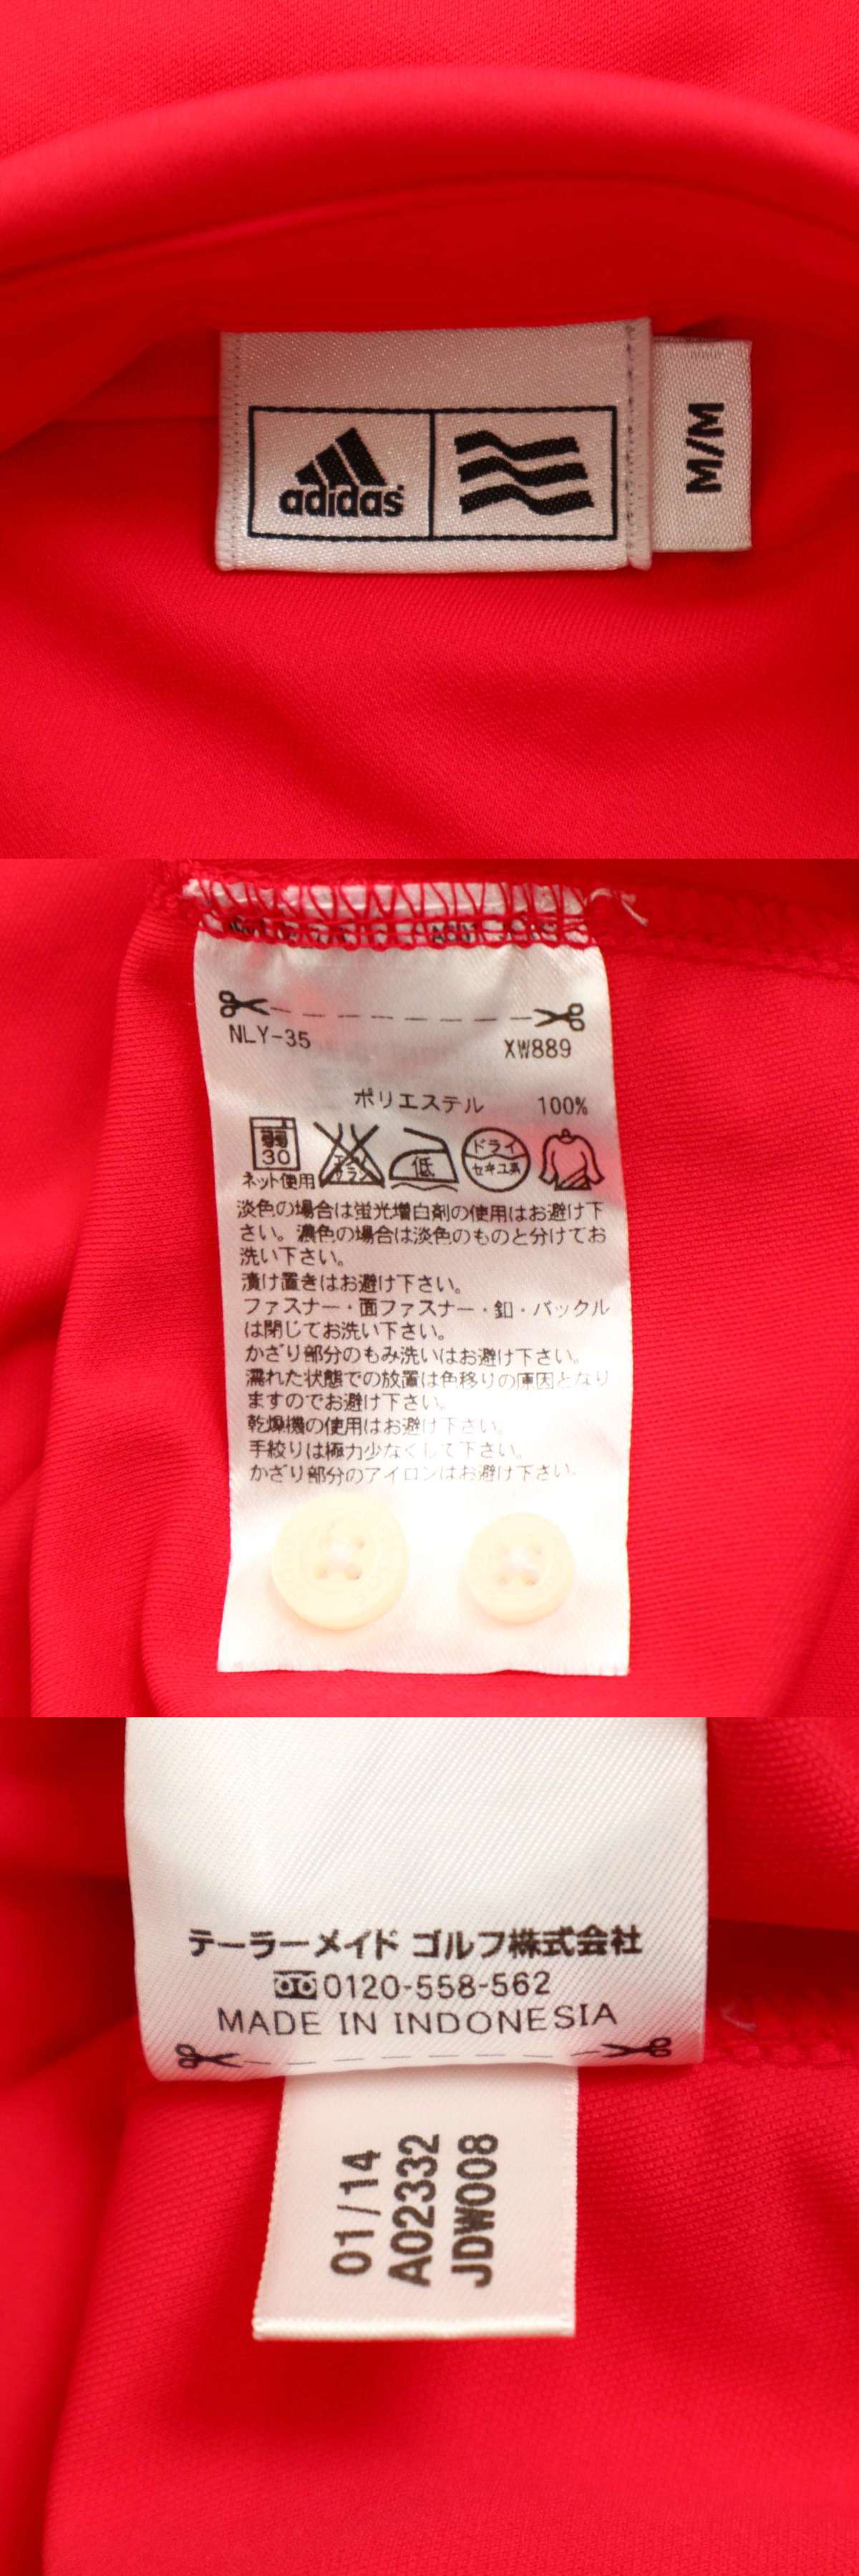 adidas
M/M
NLY-35
XW889
ポリエステル 100%
30
ネット使用
エンソ
サラシ
低
ドライ
セキユ系
淡色の場合は蛍光増白剤の使用はお避け下
さい。濃色の場合は淡色のものと分けてお
洗い下さい。
漬け置きはお避け下さい。
ファスナー・面ファスナー・釦・バックル
は閉じてお洗い下さい。
かざり部分のもみ洗いはお避け下さい。
濡れた状態での放置は色移りの原因となり
ますのでお避け下さい。
乾燥機の使用はお避け下さい。
手絞りは極力少なくして下さい。
かざり部分のアイロンはお避け下さい。
テーラーメイド ゴルフ株式会社
0120-558-562
MADE IN INDONESIA
01/14
A02332
JDW008